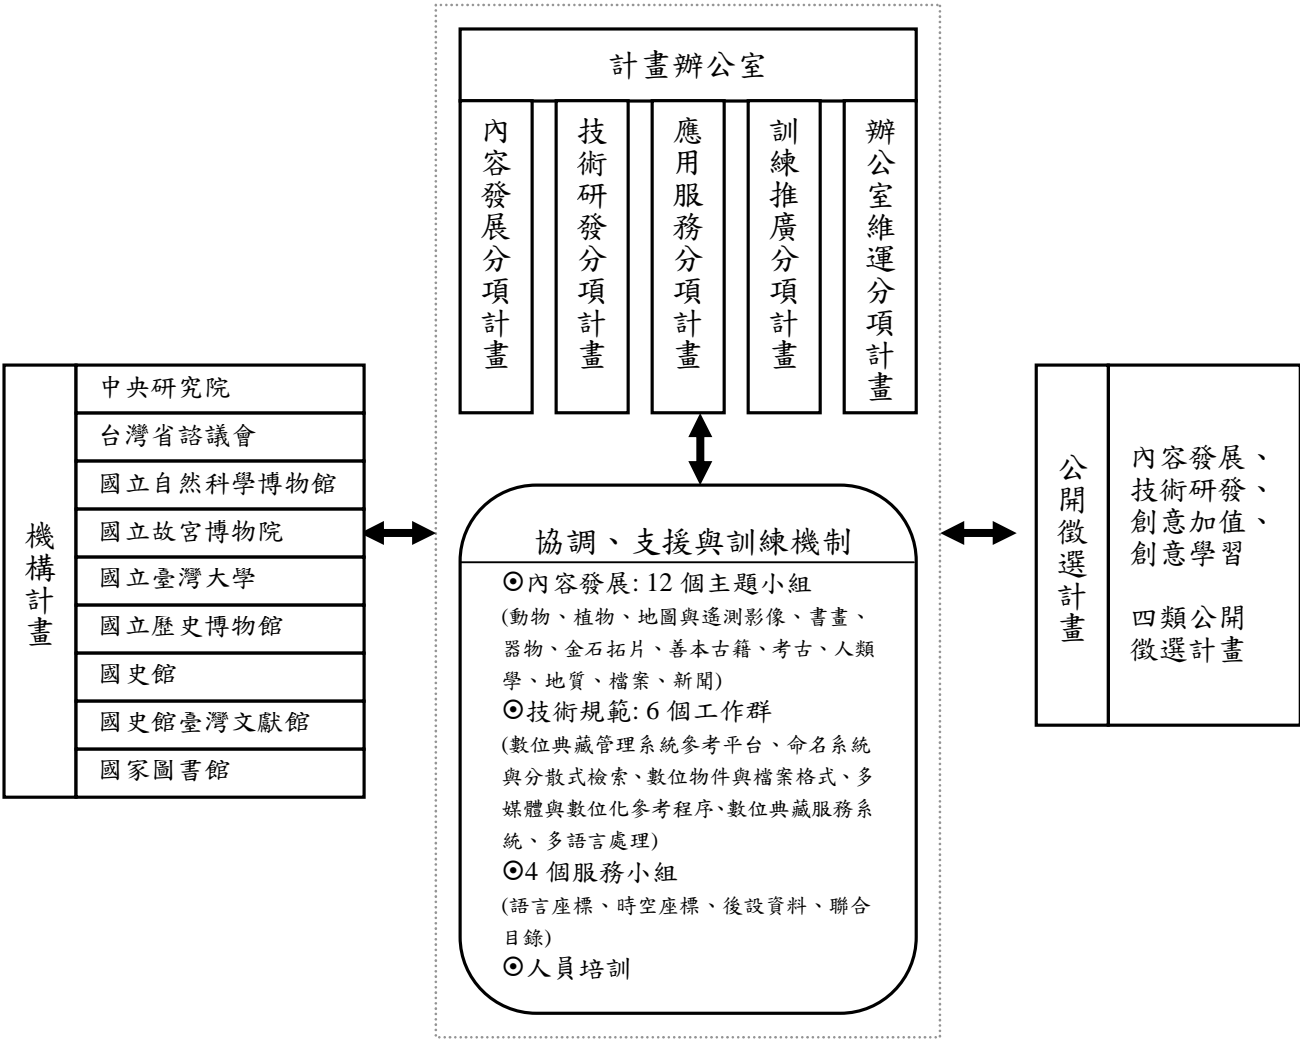 計畫辦公室
內容發展分項計畫
技術研發分項計畫
應用服務分項計畫
訓練推廣分項計畫
辦公室維運分項計畫
機構計畫
中央研究院
台灣省諮議會
國立自然科學博物館
國立故宮博物院
國立臺灣大學
國立歷史博物館
國史館
國史館臺灣文獻館
國家圖書館
協調、支援與訓練機制
⊙內容發展: 12 個主題小組
(動物、植物、地圖與遙測影像、書畫、
器物、金石拓片、善本古籍、考古、人類
學、地質、檔案、新聞)
⊙技術規範: 6 個工作群
(數位典藏管理系統參考平台、命名系統
與分散式檢索、數位物件與檔案格式、多
媒體與數位化參考程序、數位典藏服務系
統、多語言處理)
⊙4 個服務小組
(語言座標、時空座標、後設資料、聯合
目錄)
⊙人員培訓
公開徵選計畫
內容發展、
技術研發、
創意加值、
創意學習
四類公開
徵選計畫